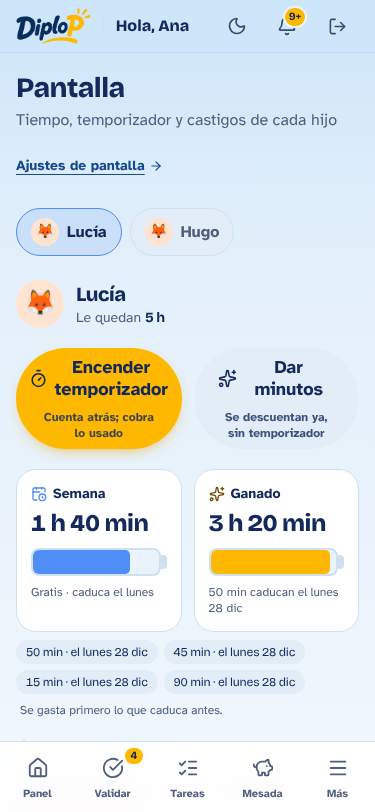 DiploP
Hola, Ana
9+
Pantalla
Tiempo, temporizador y castigos de cada hijo
Ajustes de pantalla →
Lucía
Hugo
Lucía
Le quedan 5 h
Encender
temporizador
Cuenta atrás; cobra
lo usado
Dar
minutos
Se descuentan ya,
sin temporizador
Semana
1 h 40 min
Gratis · caduca el lunes
Ganado
3 h 20 min
50 min caducan el lunes
28 dic
50 min · el lunes 28 dic
45 min · el lunes 28 dic
15 min · el lunes 28 dic
90 min · el lunes 28 dic
Se gasta primero lo que caduca antes.
Panel
4
Validar
Tareas
Mesada
Más